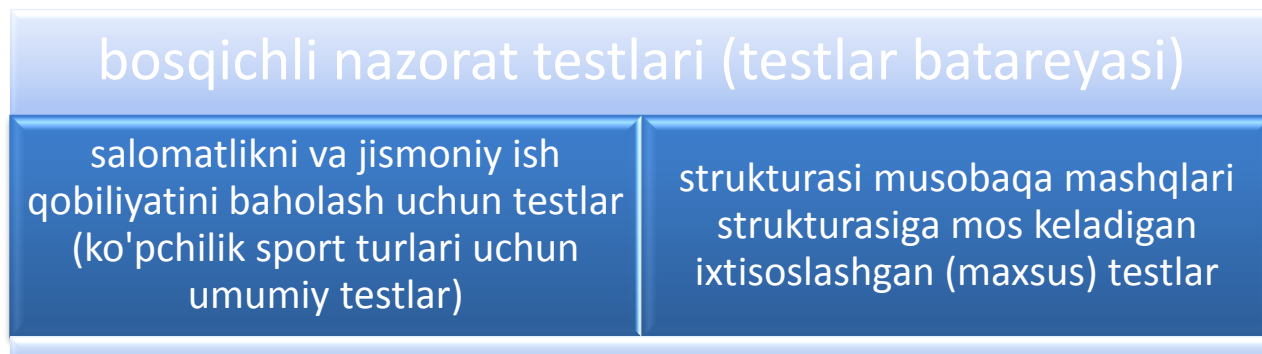 bosqichli nazorat testlari (testlar batareyasi)
salomatlikni va jismoniy ish
qobiliyatini baholash uchun testlar
(ko'pchilik sport turlari uchun
umumiy testlar)
strukturasi musobaqa mashqlari
strukturasiga mos keladigan
ixtisoslashgan (maxsus) testlar